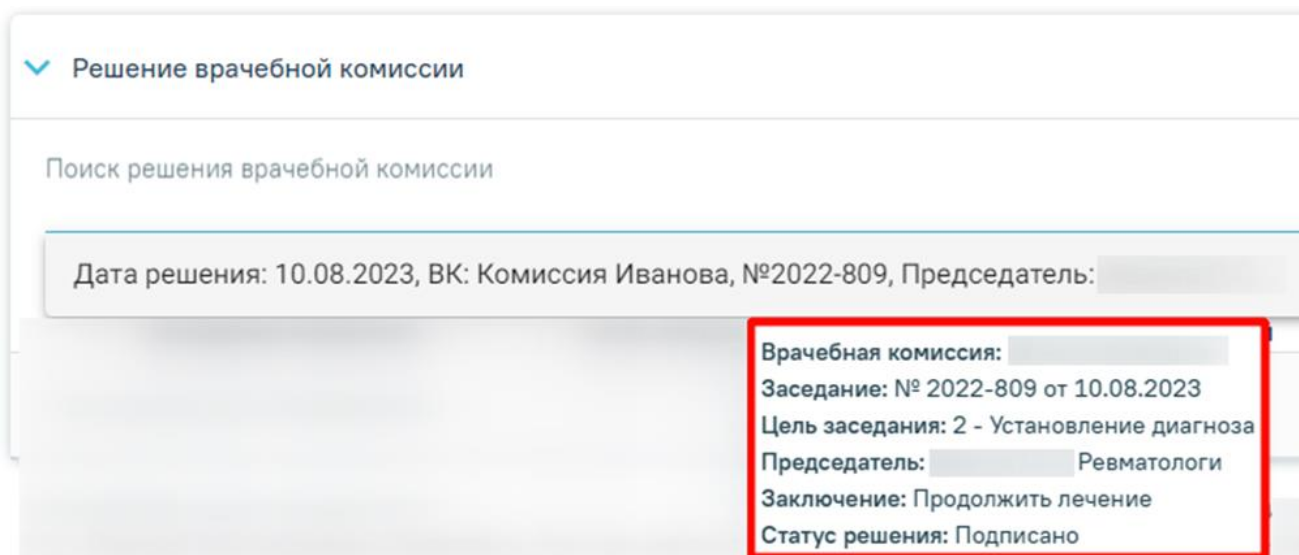 Решение врачебной комиссии
Поиск решения врачебной комиссии
Дата решения: 10.08.2023, ВК: Комиссия Иванова, №2022-809, Председатель:
Врачебная комиссия:
Заседание: № 2022-809 от 10.08.2023
Цель заседания: 2 - Установление диагноза
Председатель: Ревматологи
Заключение: Продолжить лечение
Статус решения: Подписано